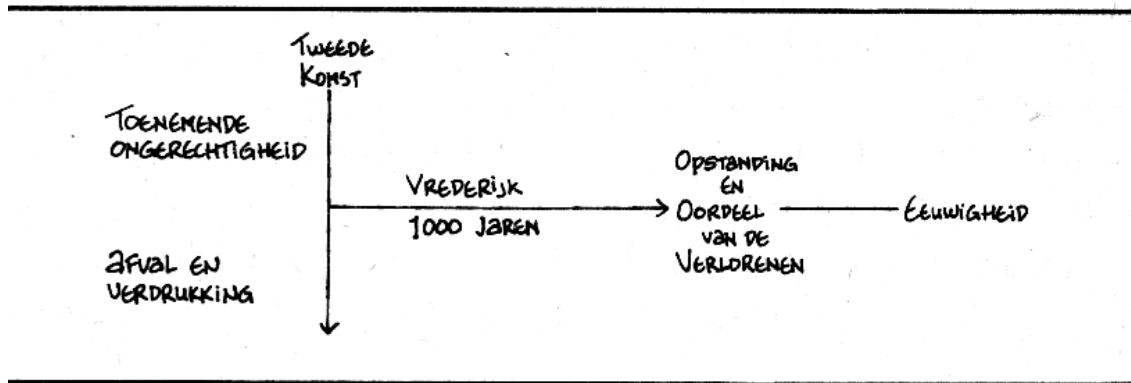 TWEEDE
KOMST
TOENEMENDE
ONGERECHTIGHEID
AFVAL EN
VERDRUKKING
VREDERIJK
1000 JAREN
OPSTANDING
EN
OORDEEL
VAN DE
VERLORENEN
EEUWIGHEID